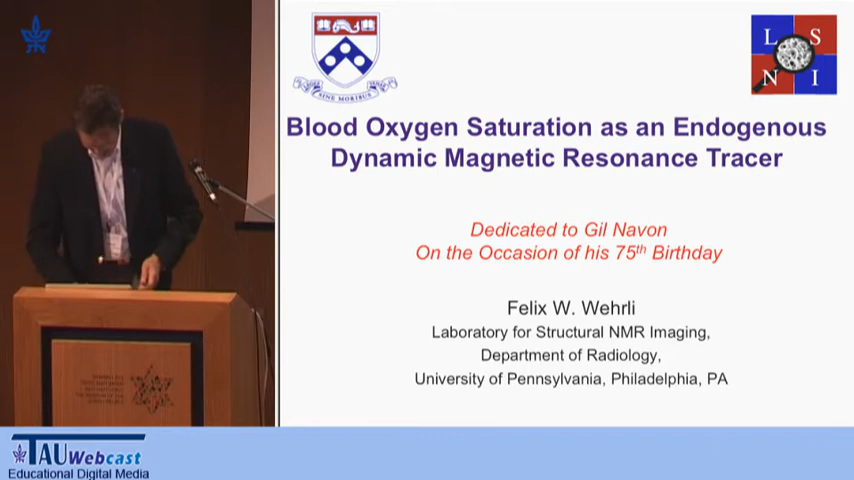 SINE MORIBUS
L S
N I
Blood Oxygen Saturation as an Endogenous
Dynamic Magnetic Resonance Tracer
Dedicated to Gil Navon
On the Occasion of his 75th Birthday
Felix W. Wehrli
Laboratory for Structural NMR Imaging,
Department of Radiology,
University of Pennsylvania, Philadelphia, PA
TAU Webcast
Educational Digital Media